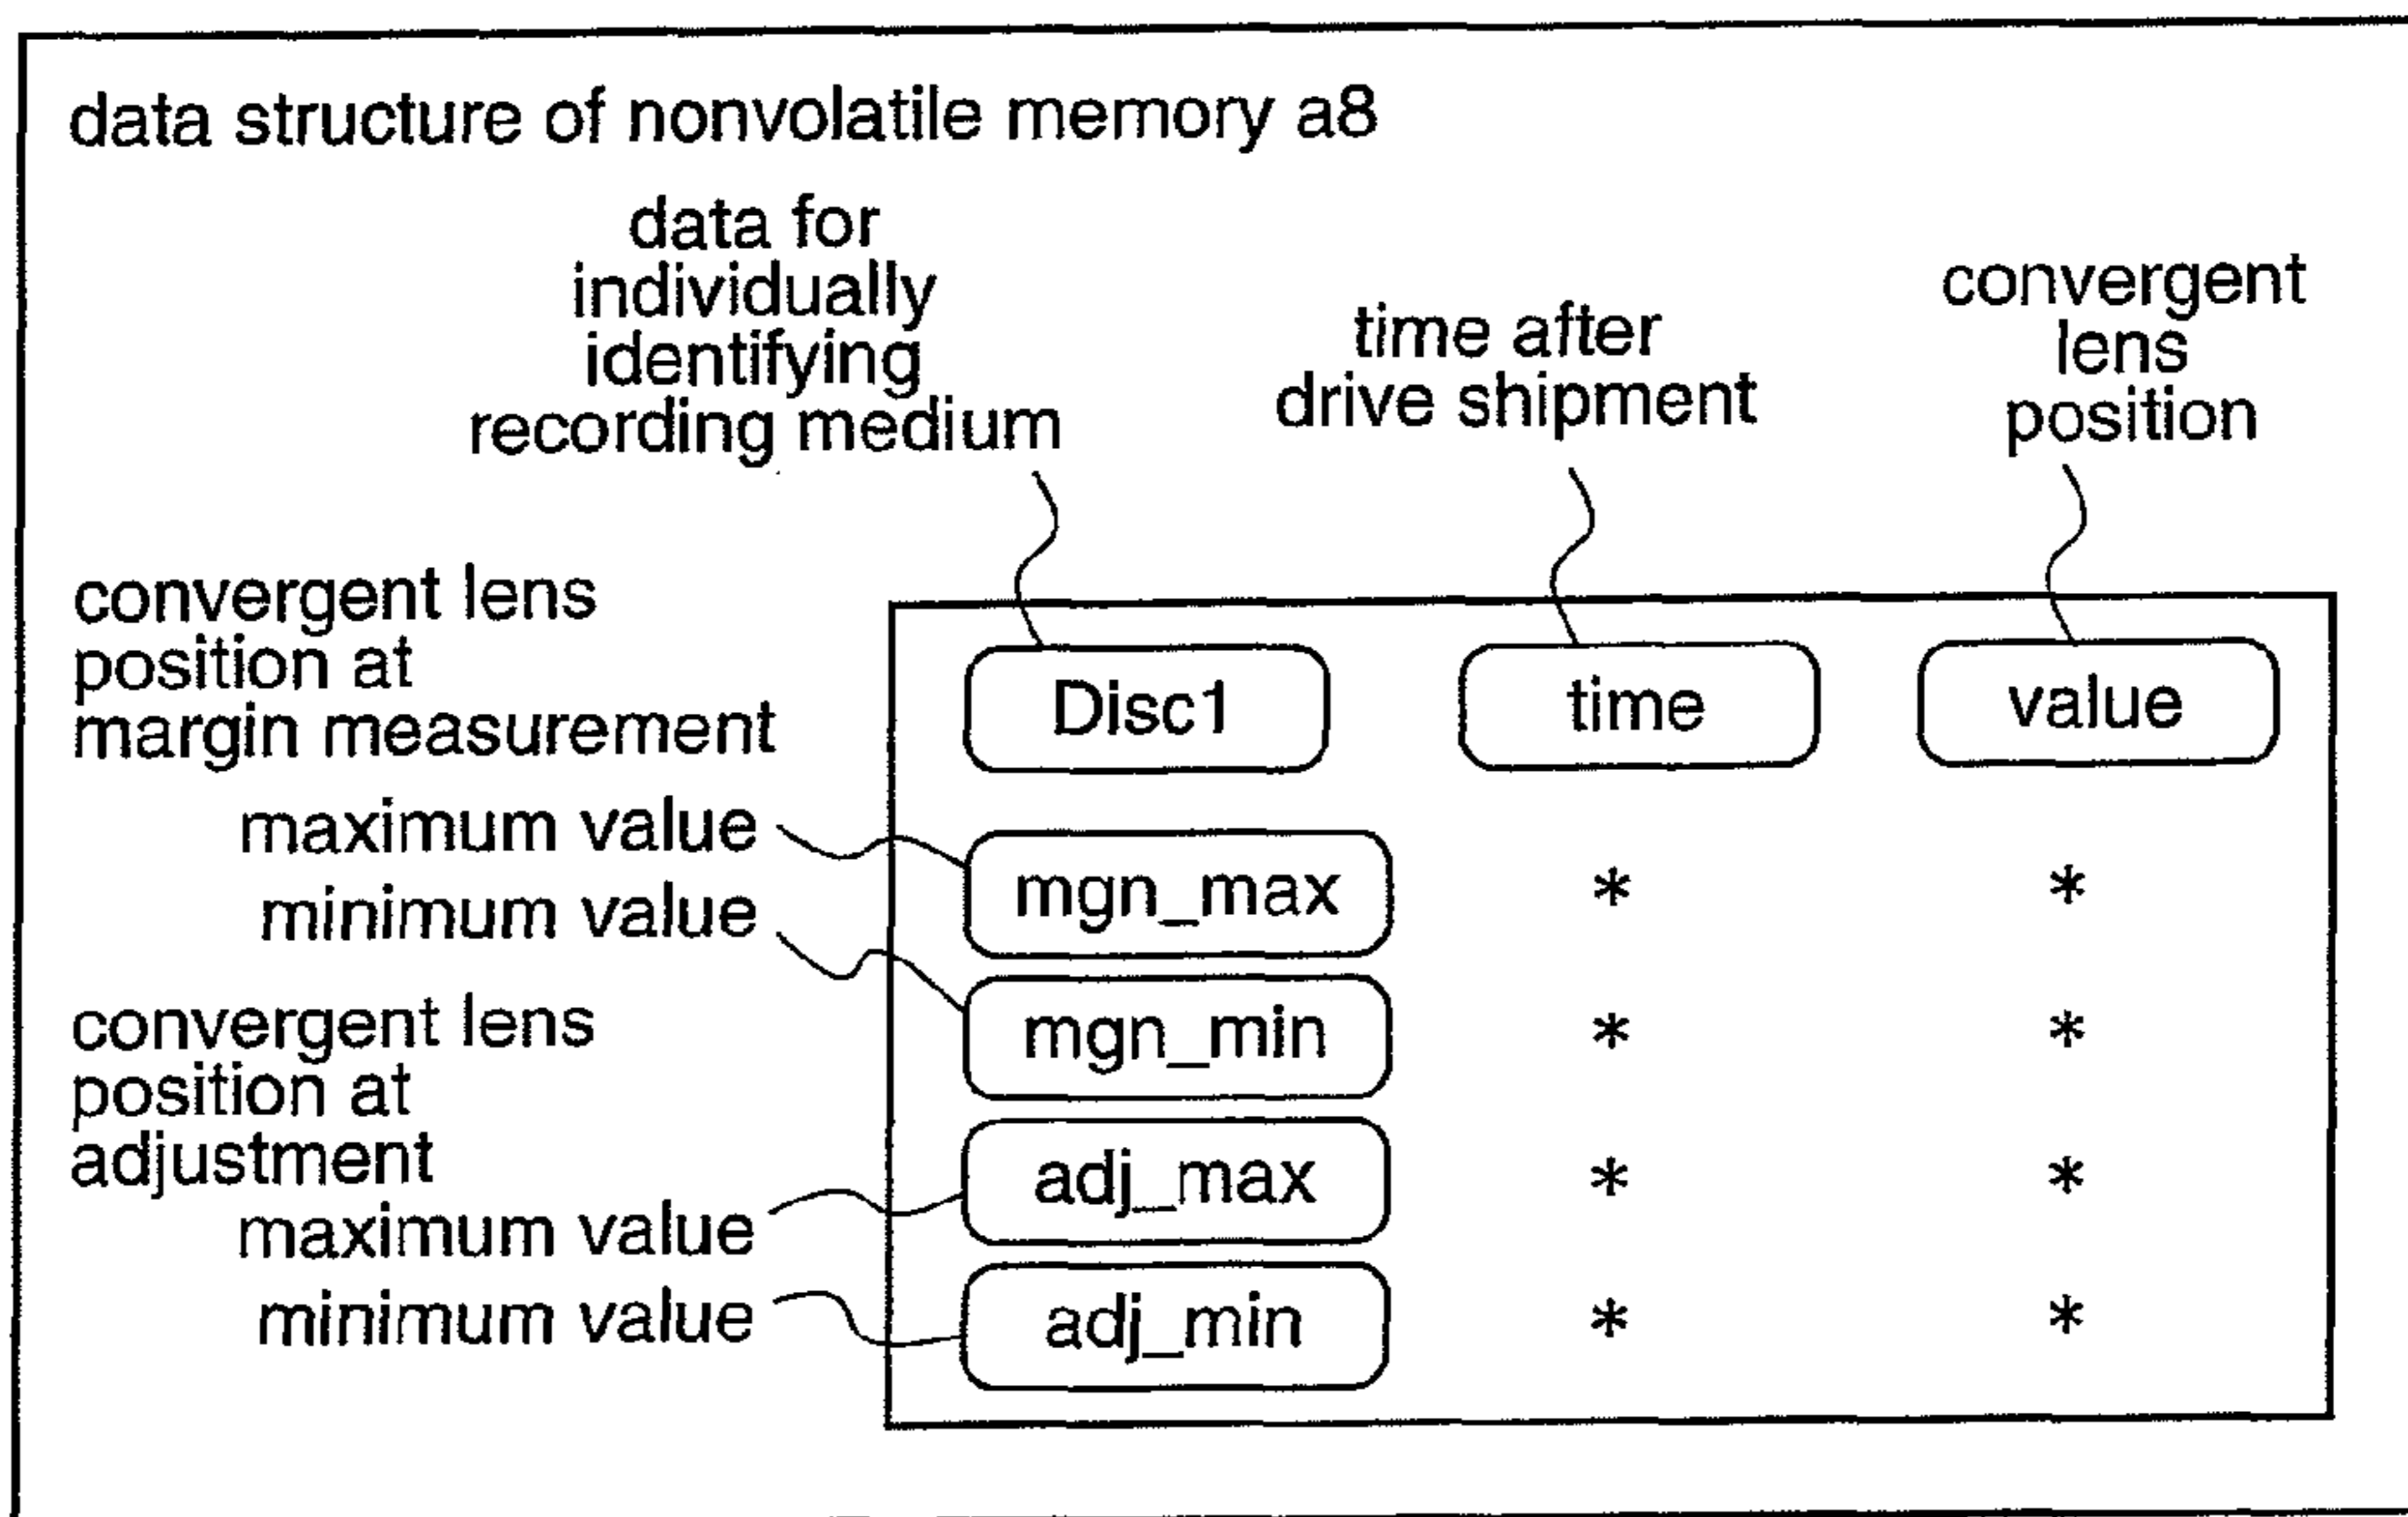 data structure of nonvolatile memory a8
data for
individually
identifying
recording medium
time after
drive shipment
convergent
lens
position
convergent lens
position at
margin measurement
Disc1 time value
maximum value mgn_max * *
minimum value mgn_min * *
convergent lens
position at
adjustment
maximum value adj_max * *
minimum value adj_min * *